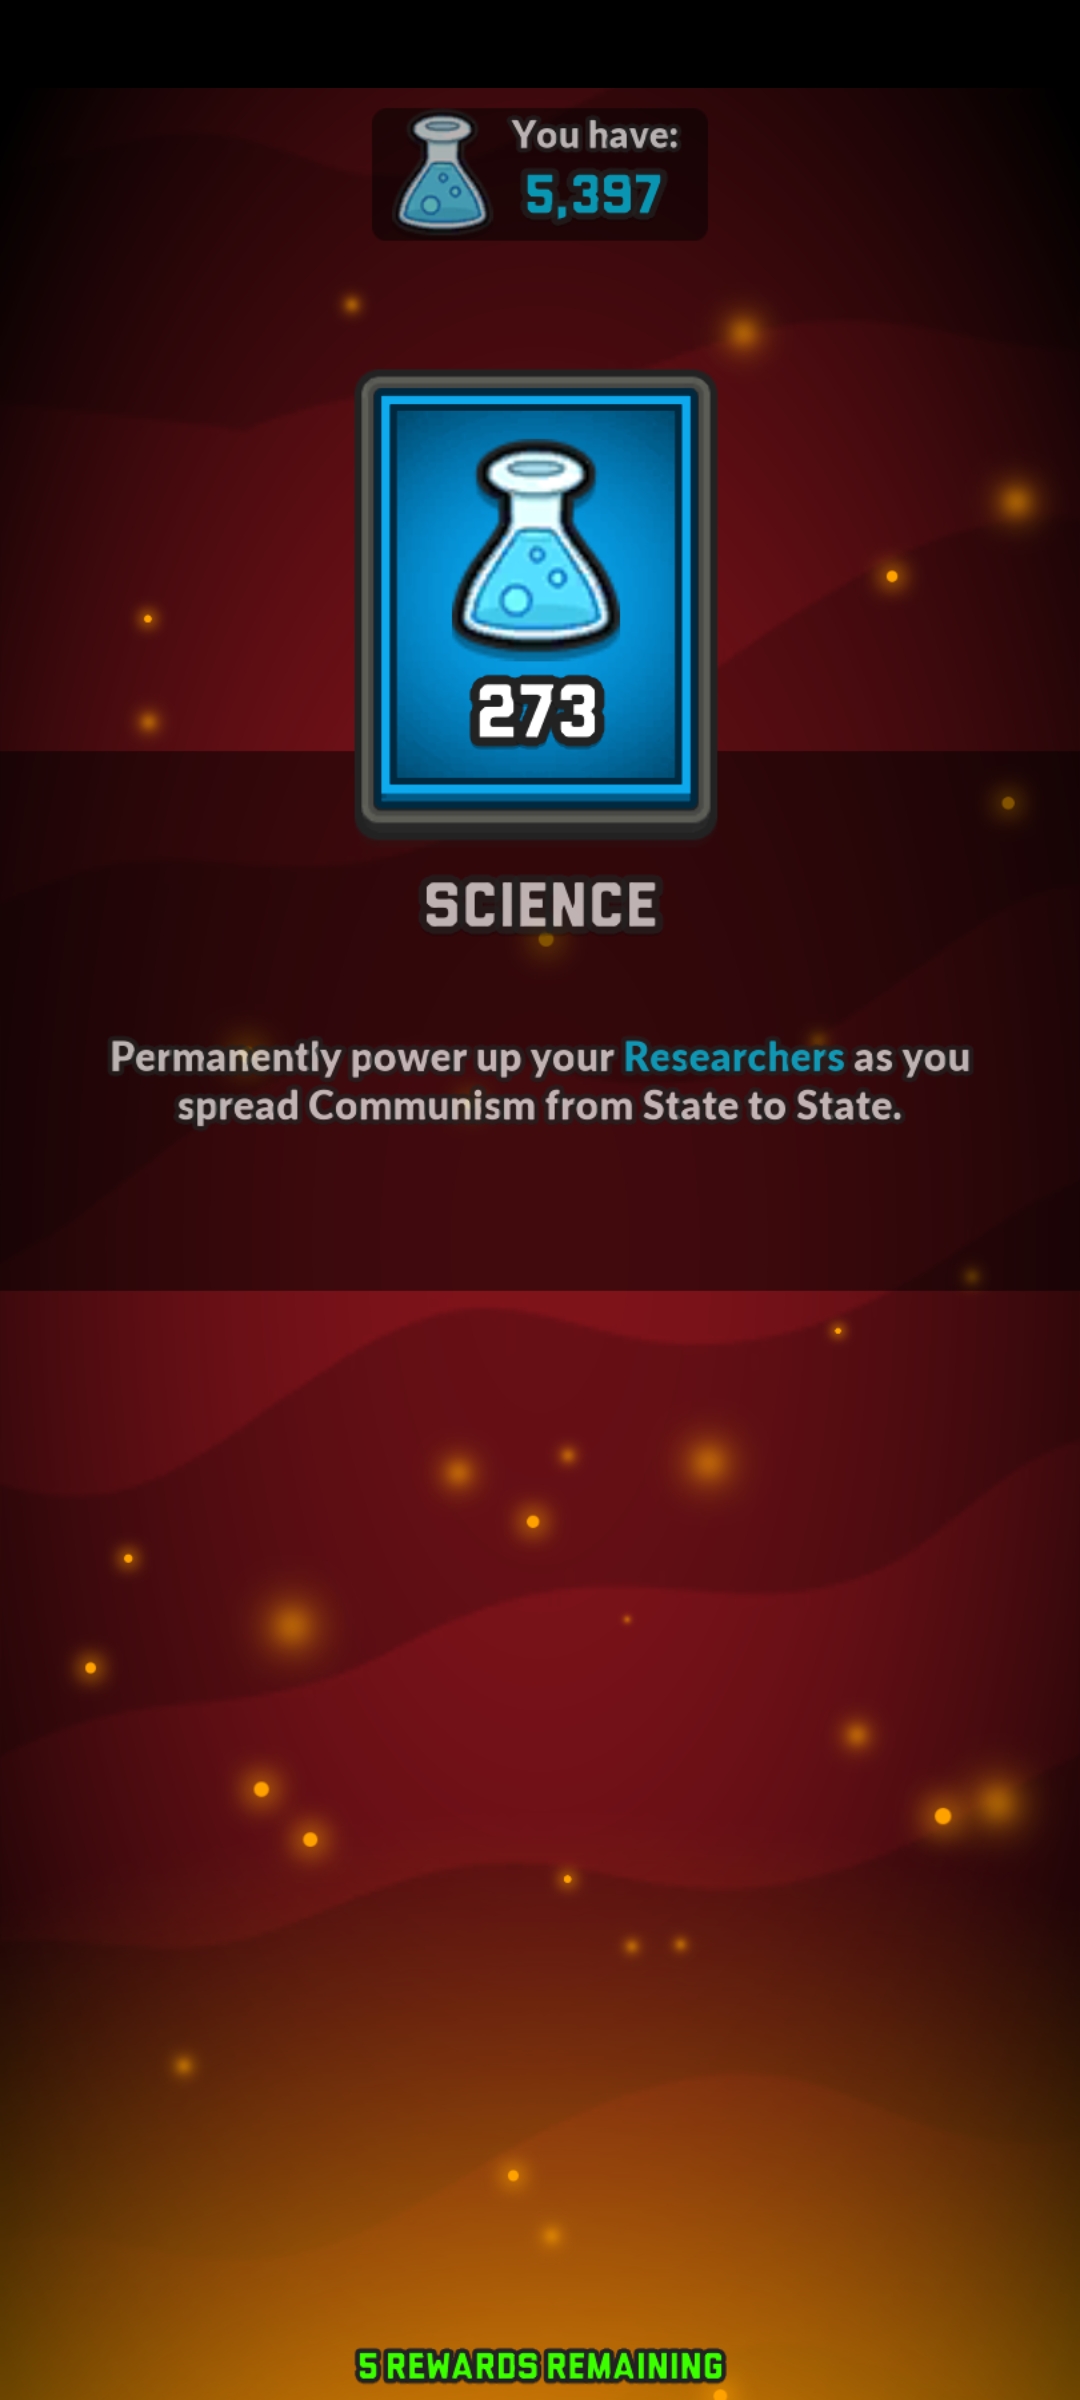 You have:
5,397
273
SCIENCE
Permanently power up your Researchers as you
spread Communism from State to State.
5 REWARDS REMAINING